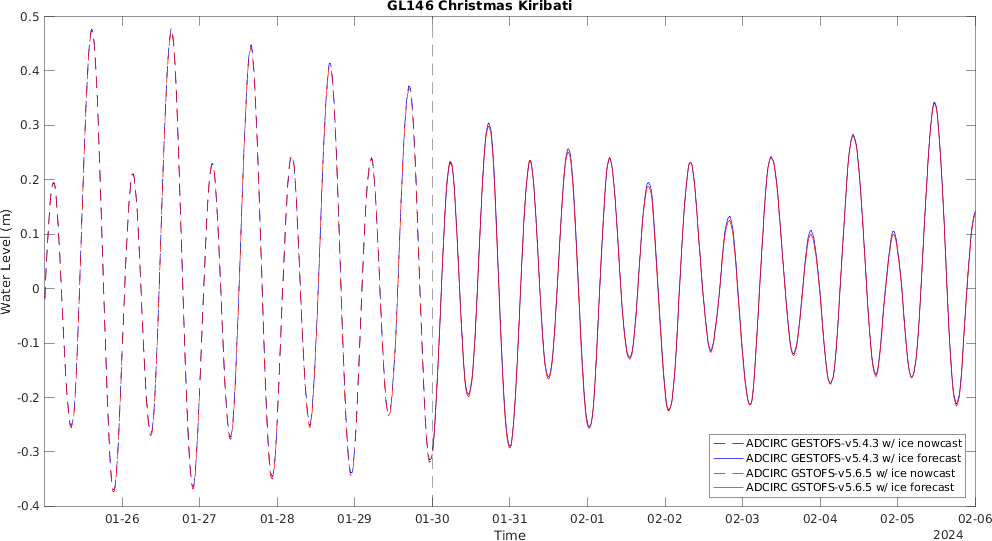 GL146 Christmas Kiribati
0.5
0.4
0.3
0.2
0.1
0
-0.1
-0.2
-0.3
-0.4
Water Level (m)
ADCIRC GESTOFS-v5.4.3 w/ ice nowcast
ADCIRC GESTOFS-v5.4.3 w/ ice forecast
ADCIRC GSTOFS-v5.6.5 w/ ice nowcast
ADCIRC GSTOFS-v5.6.5 w/ ice forecast
01-26 01-27 01-28 01-29 01-30 01-31 02-01 02-02 02-03 02-04 02-05 02-06
Time
2024